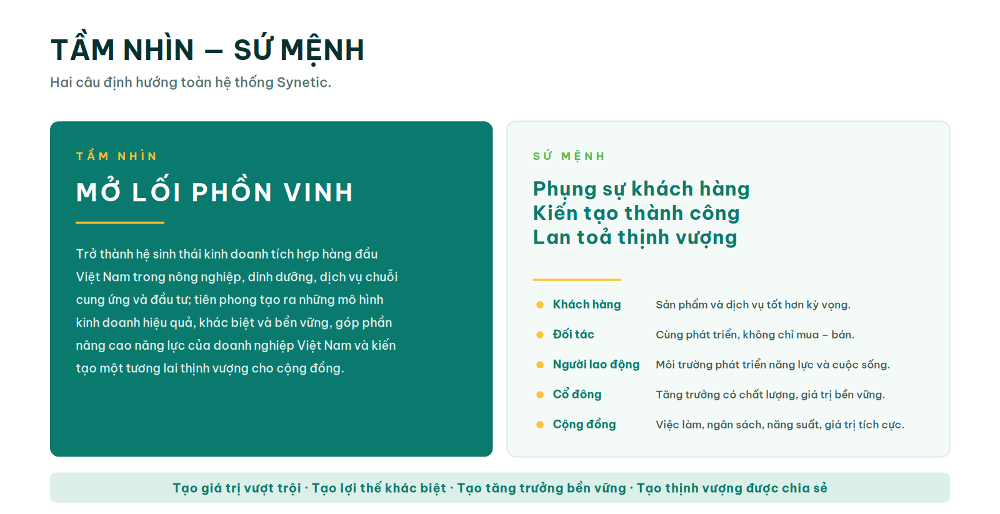 TẦM NHÌN – SỨ MỆNH
Hai câu định hướng toàn hệ thống Synetic.
TẦM NHÌN
MỞ LỐI PHỒN VINH
Trở thành hệ sinh thái kinh doanh tích hợp hàng đầu
Việt Nam trong nông nghiệp, dinh dưỡng, dịch vụ chuỗi
cung ứng và đầu tư; tiên phong tạo ra những mô hình
kinh doanh hiệu quả, khác biệt và bền vững, góp phần
nâng cao năng lực của doanh nghiệp Việt Nam và kiến
tạo một tương lai thịnh vượng cho cộng đồng.
SỨ MỆNH
Phụng sự khách hàng
Kiến tạo thành công
Lan toả thịnh vượng
Khách hàng Sản phẩm và dịch vụ tốt hơn kỳ vọng.
Đối tác Cùng phát triển, không chỉ mua – bán.
Người lao động Môi trường phát triển năng lực và cuộc sống.
Cổ đông Tăng trưởng có chất lượng, giá trị bền vững.
Cộng đồng Việc làm, ngân sách, năng suất, giá trị tích cực.
Tạo giá trị vượt trội · Tạo lợi thế khác biệt · Tạo tăng trưởng bền vững · Tạo thịnh vượng được chia sẻ